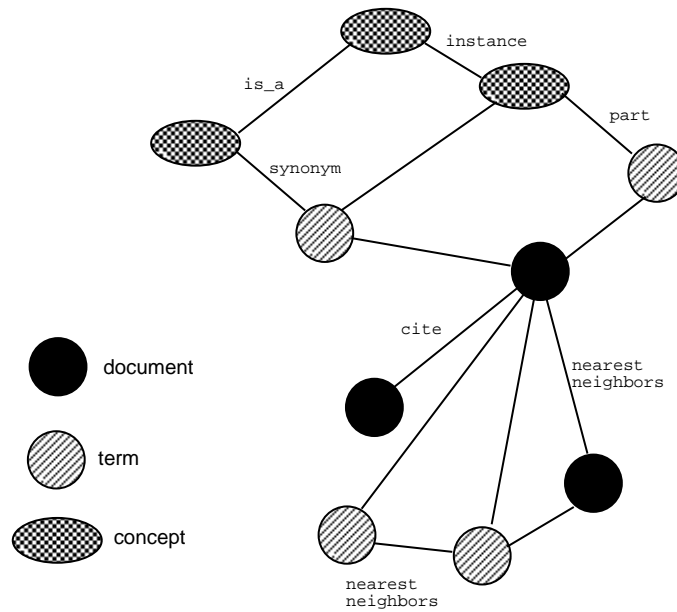 instance
is_a
part
synonym
cite
nearest
neighbors
document
term
concept
nearest
neighbors